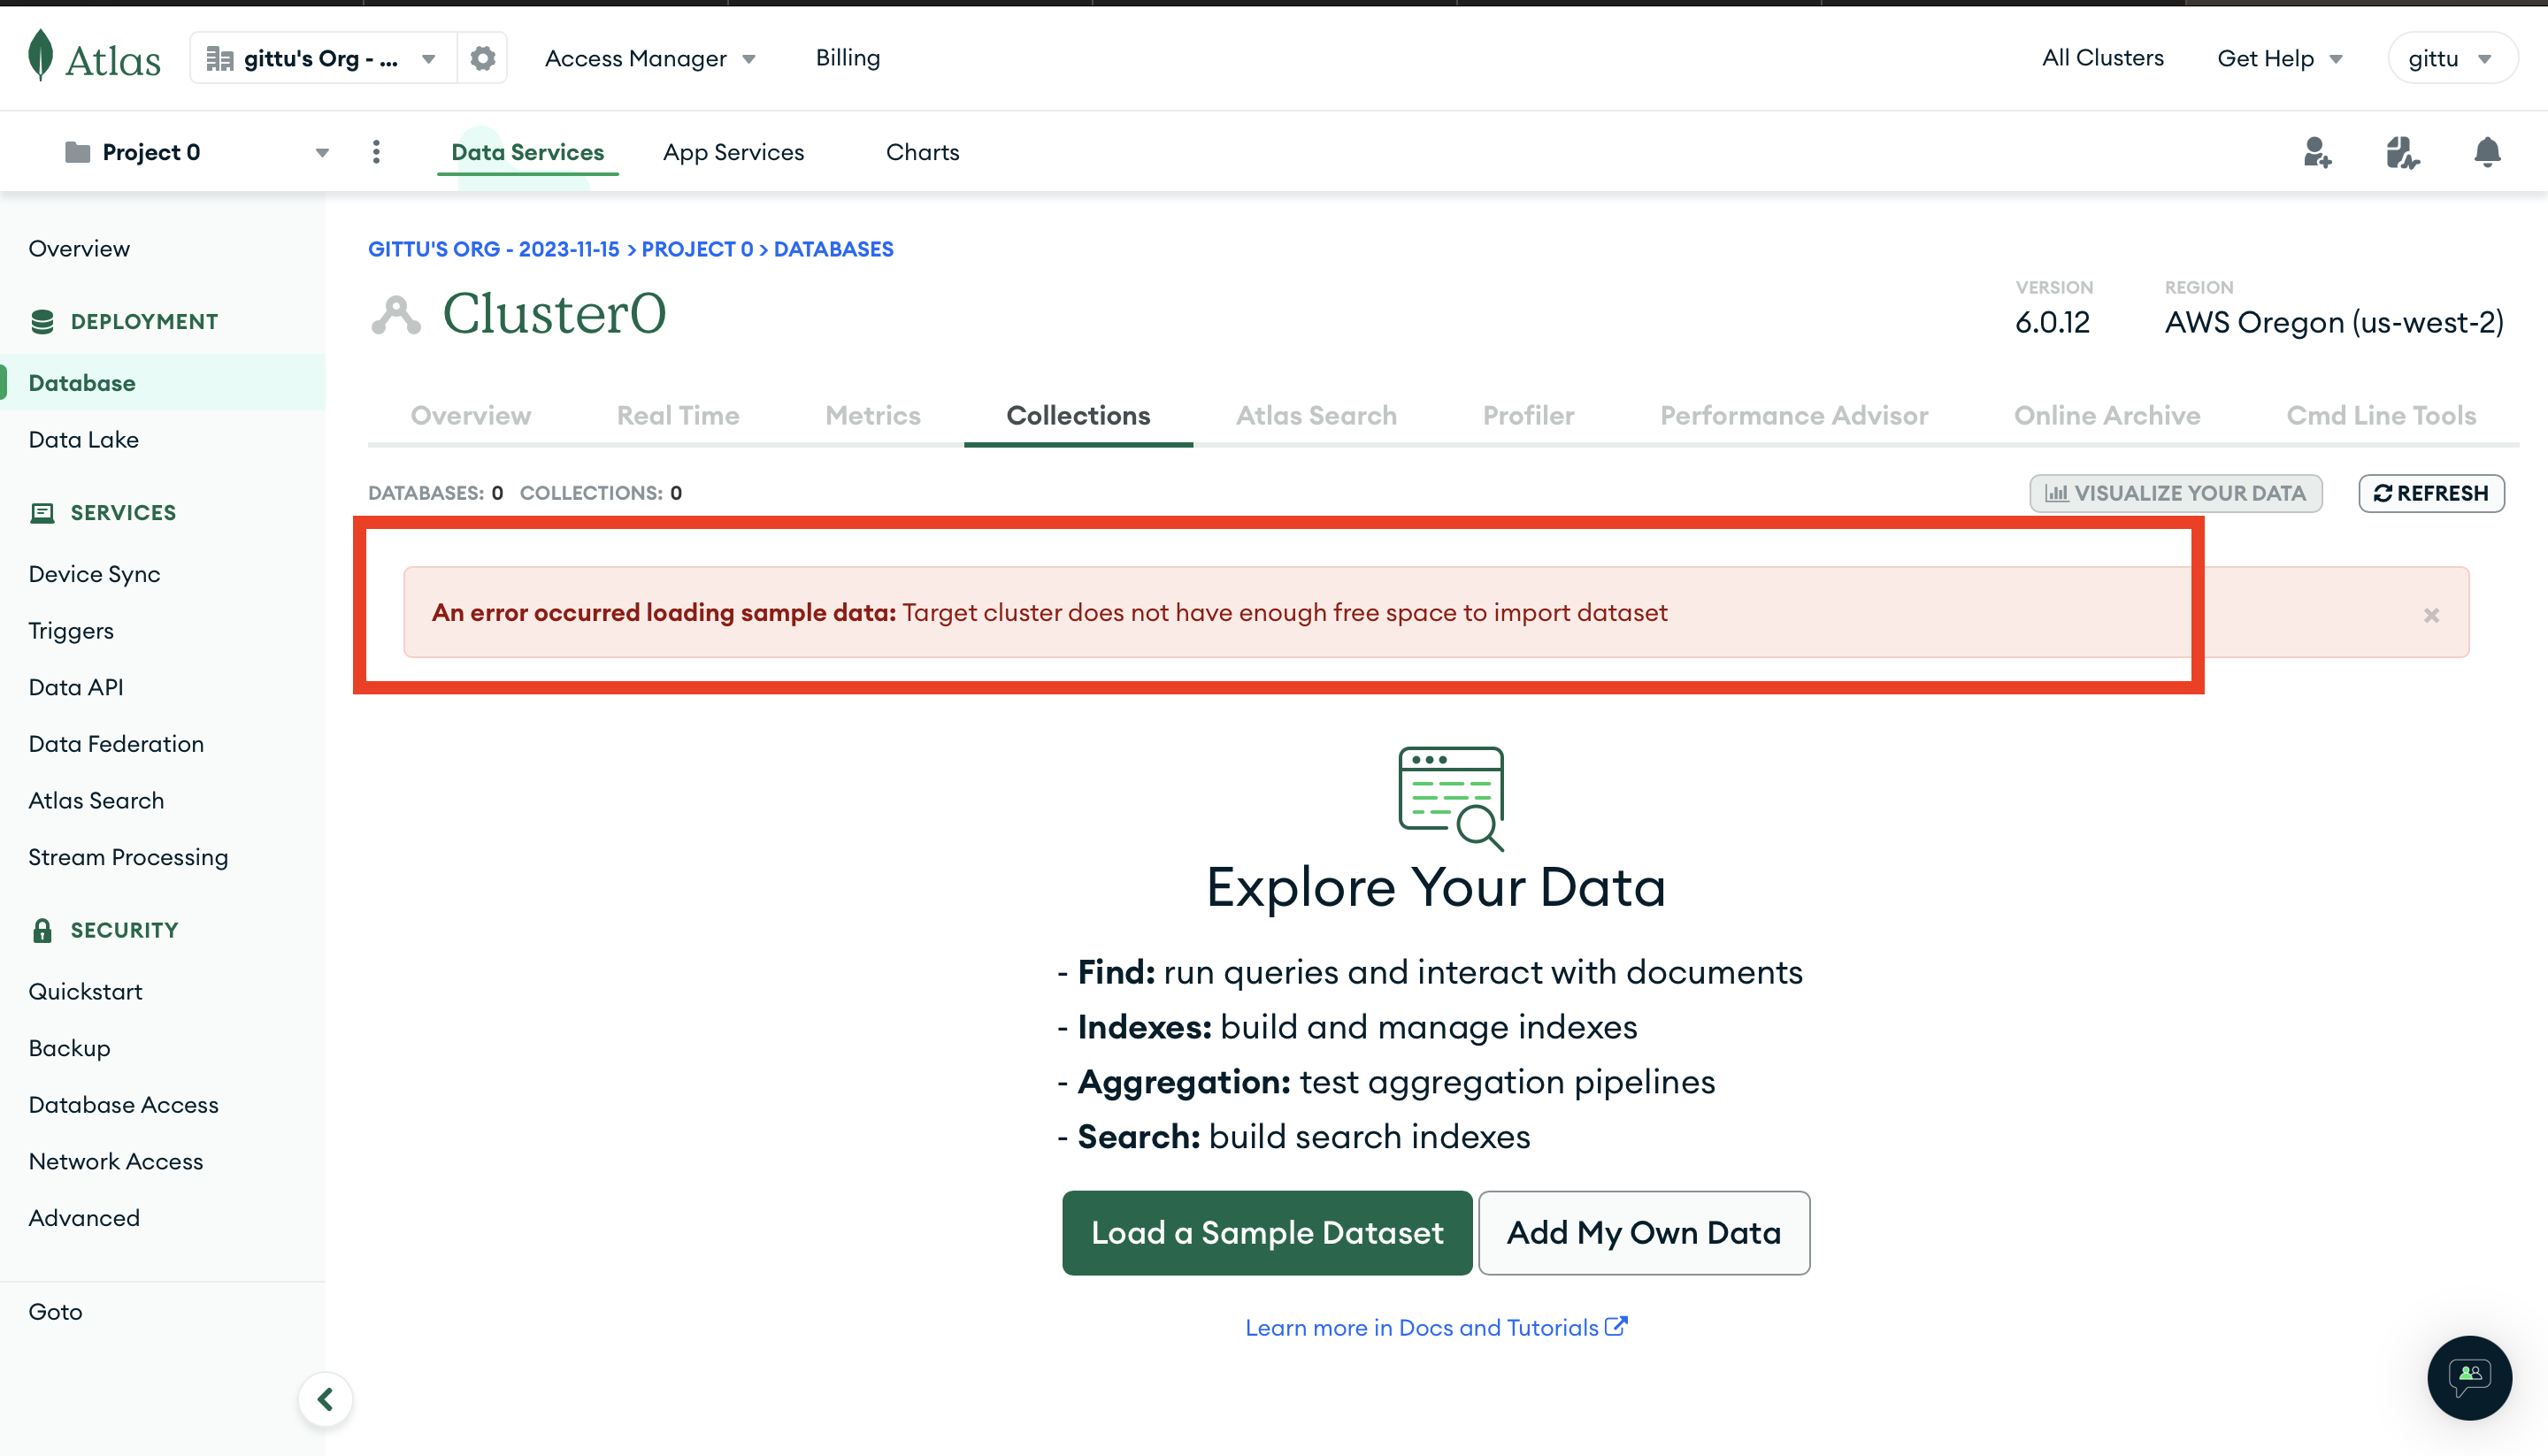 Atlas
gittu's Org - ...
Access Manager
Billing
All Clusters
Get Help
gittu
Project 0
Data Services
App Services
Charts
Overview
DEPLOYMENT
Database
Data Lake
SERVICES
Device Sync
Triggers
Data API
Data Federation
Atlas Search
Stream Processing
SECURITY
Quickstart
Backup
Database Access
Network Access
Advanced
Goto
GITTU'S ORG - 2023-11-15 > PROJECT 0 > DATABASES
Cluster0
VERSION
6.0.12
REGION
AWS Oregon (us-west-2)
Overview
Real Time
Metrics
Collections
Atlas Search
Profiler
Performance Advisor
Online Archive
Cmd Line Tools
DATABASES: 0 COLLECTIONS: 0
VISUALIZE YOUR DATA
REFRESH
An error occurred loading sample data: Target cluster does not have enough free space to import dataset
Explore Your Data
- Find: run queries and interact with documents
- Indexes: build and manage indexes
- Aggregation: test aggregation pipelines
- Search: build search indexes
Load a Sample Dataset
Add My Own Data
Learn more in Docs and Tutorials